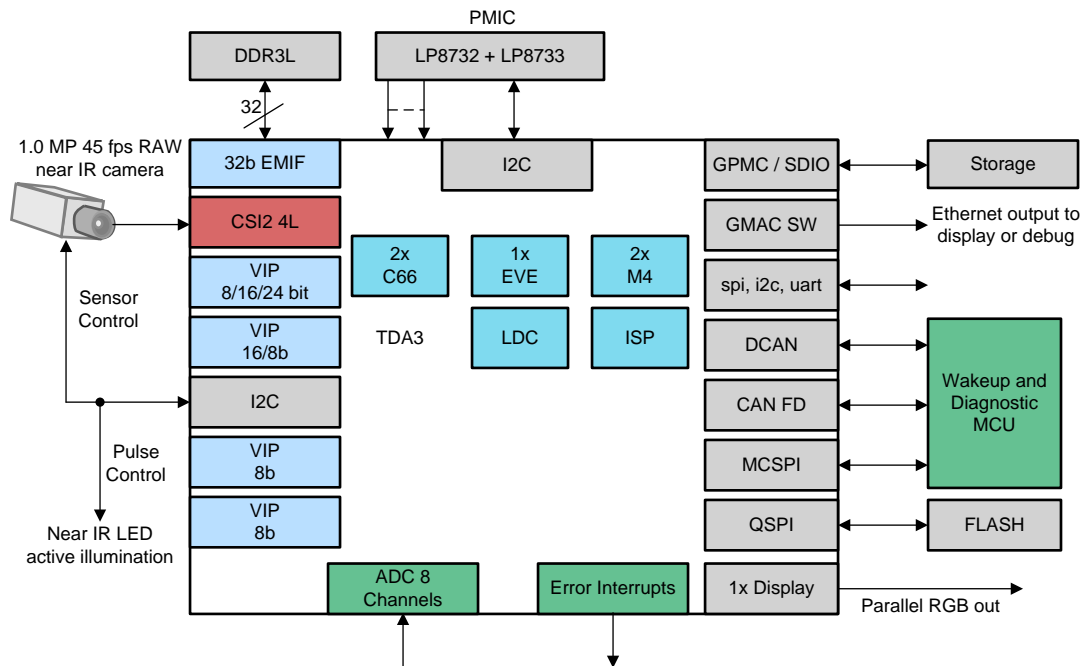 PMIC
DDR3L
LP8732 + LP8733
32
1.0 MP 45 fps RAW
near IR camera
32b EMIF
I2C
GPMC / SDIO
Storage
CSI2 4L
GMAC SW
Ethernet output to
display or debug
2x
C66
1x
EVE
2x
M4
VIP
8/16/24 bit
spi, i2c, uart
Sensor
Control
VIP
16/8b
TDA3
LDC
ISP
DCAN
Wakeup and
Diagnostic
MCU
I2C
CAN FD
Pulse
Control
VIP
8b
MCSPI
VIP
8b
QSPI
FLASH
Near IR LED
active illumination
ADC 8
Channels
Error Interrupts
1x Display
Parallel RGB out